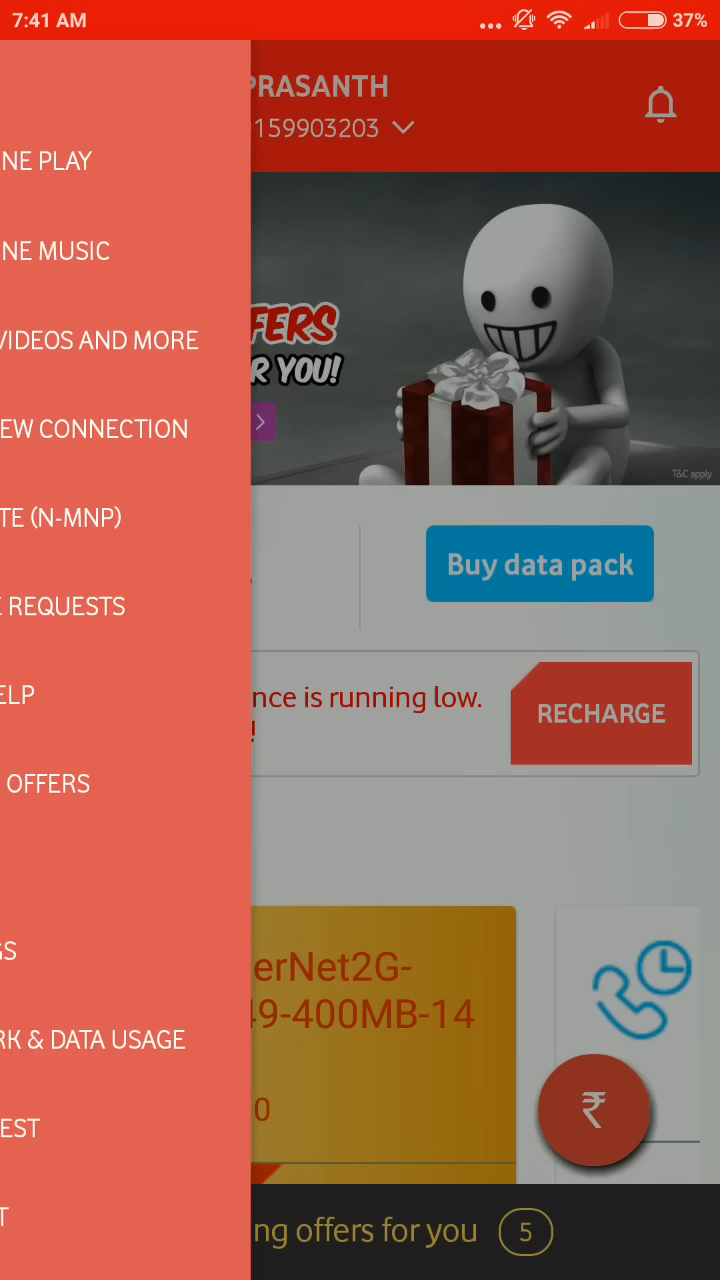 7:41 AM
37%
PRASANTH
159903203
NE PLAY
NE MUSIC
VIDEOS AND MORE
FERS
R YOU!
EW CONNECTION
T&C apply
TE (N-MNP)
Buy data pack
E REQUESTS
ELP
nce is running low.
!
RECHARGE
OFFERS
GS
erNet2G-
49-400MB-14
RK & DATA USAGE
0
₹
EST
T
ng offers for you 5